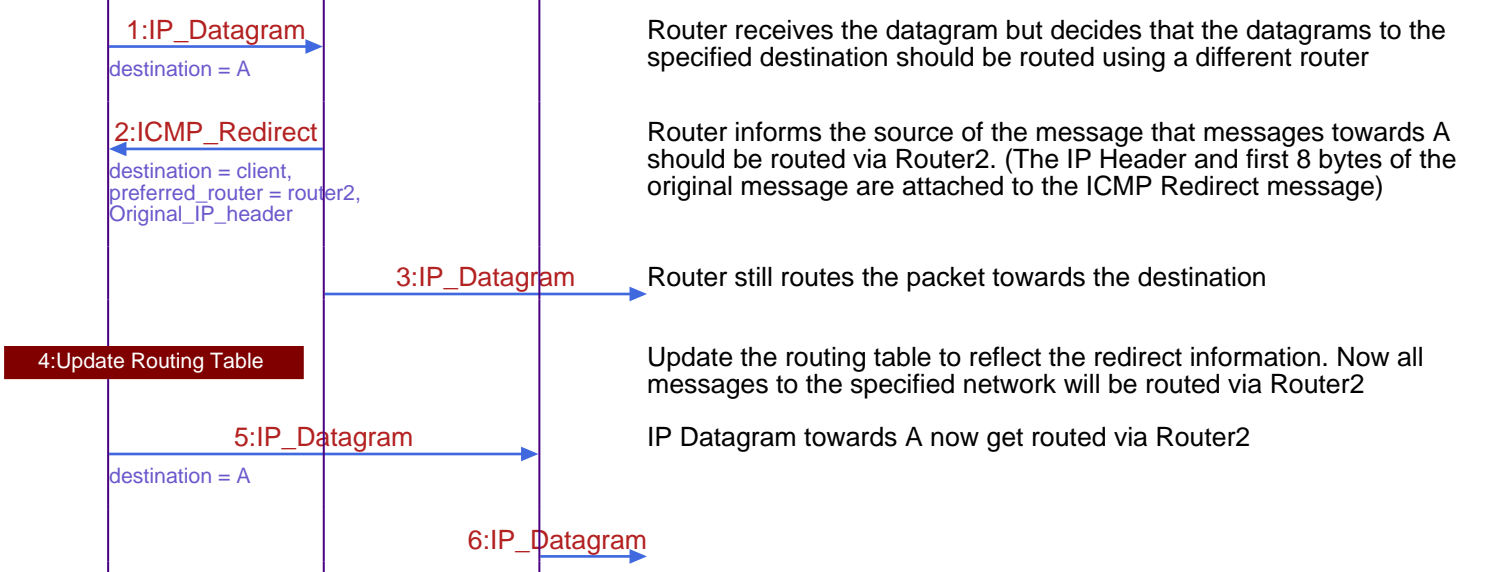 1:IP_Datagram
Router receives the datagram but decides that the datagrams to the
destination = A
specified destination should be routed using a different router
2:ICMP_Redirect
Router informs the source of the message that messages towards A
destination = client,
should be routed via Router2. (The IP Header and first 8 bytes of the
preferred_router = router2,
original message are attached to the ICMP Redirect message)
Original_IP_header
3:IP_Datagram
Router still routes the packet towards the destination
4:Update Routing Table
Update the routing table to reflect the redirect information. Now all
messages to the specified network will be routed via Router2
5:IP_Datagram
IP Datagram towards A now get routed via Router2
destination = A
6:IP_Datagram